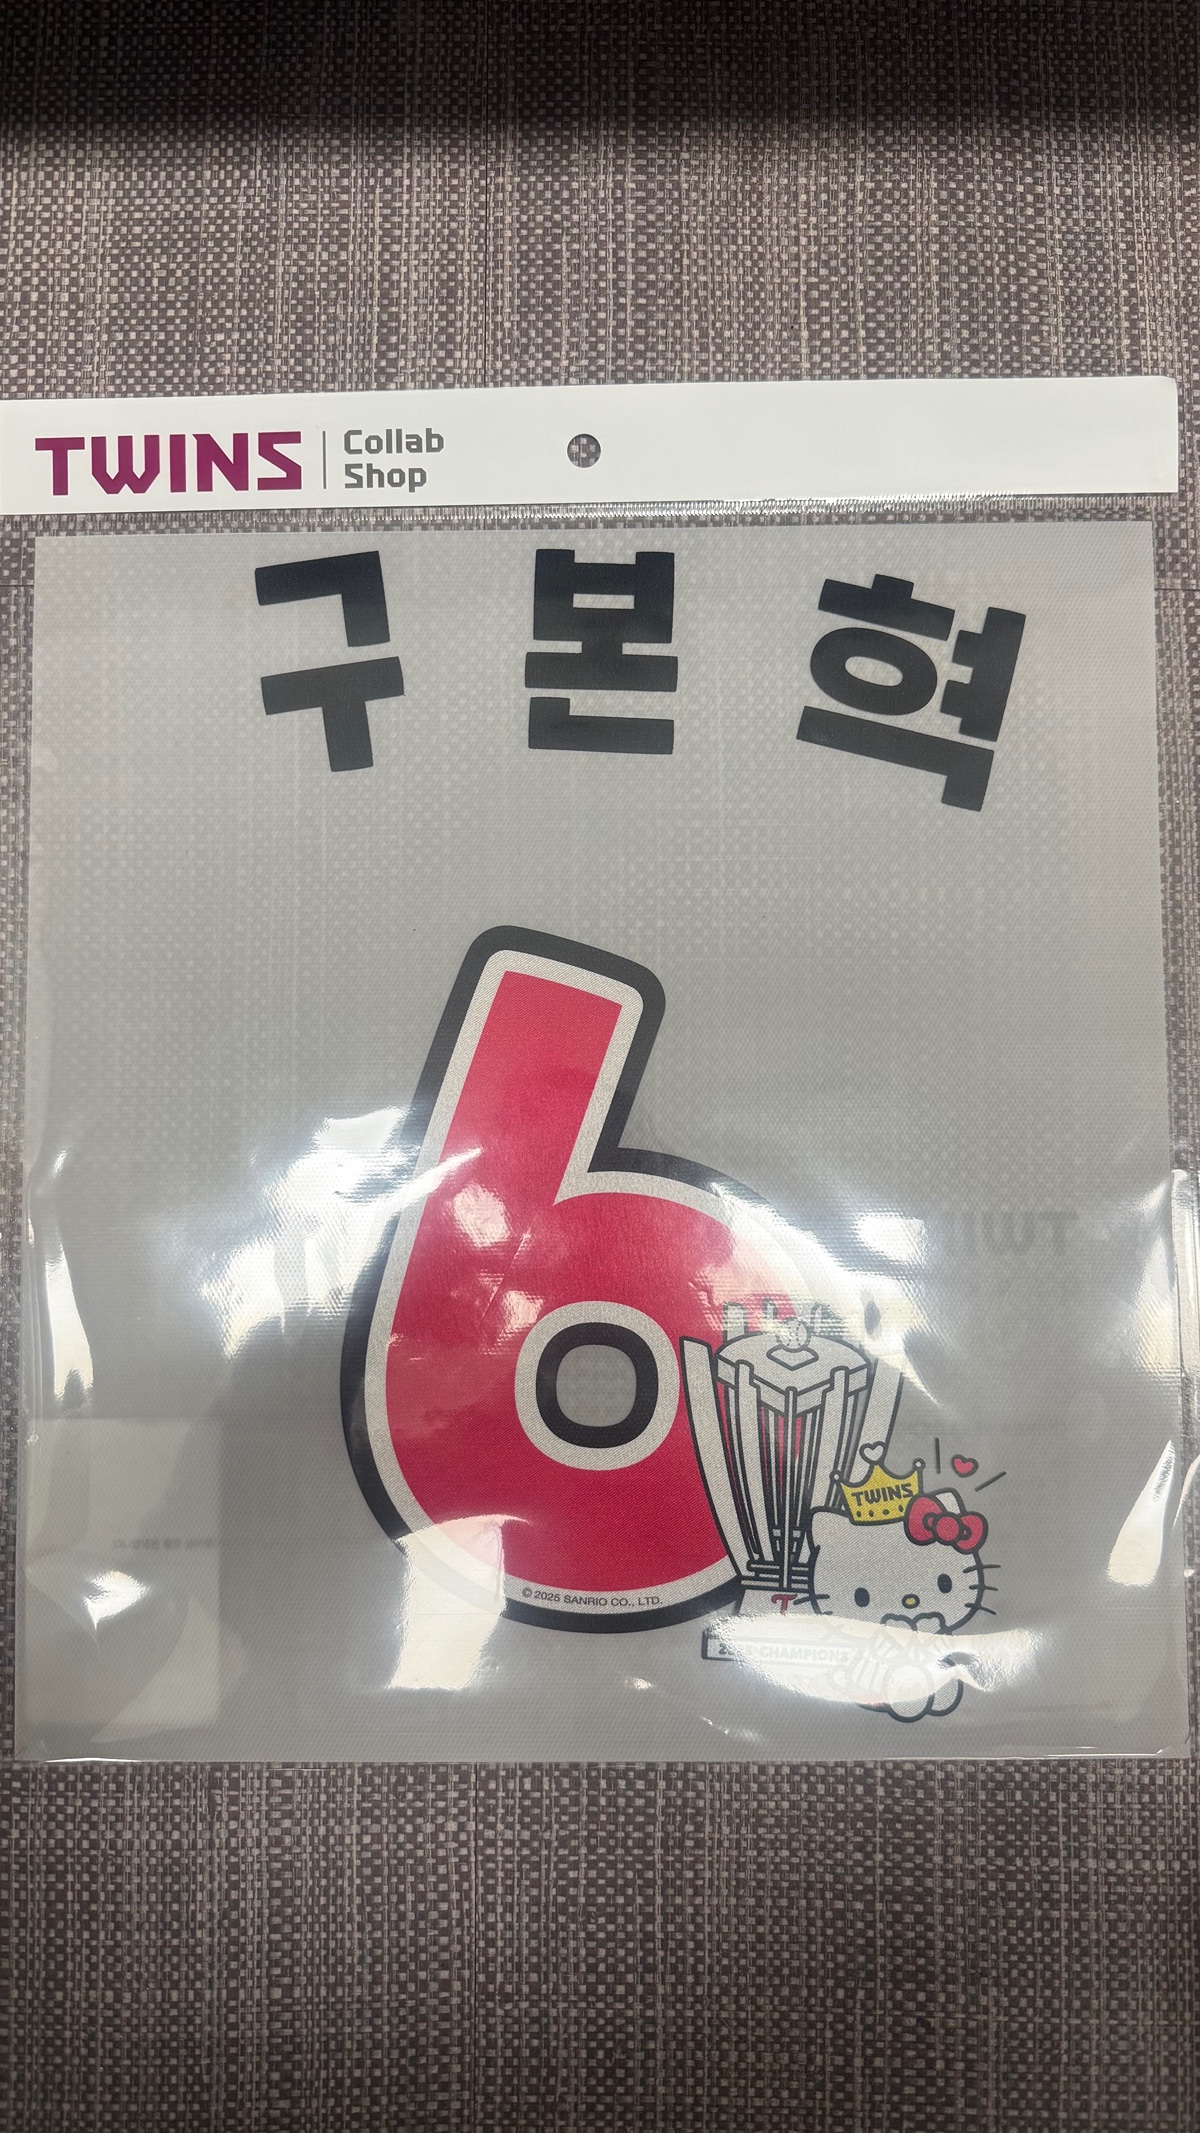 TWINS
Collab
Shop
구본혁
6
TWINS
© 2025 SANRIO CO., LTD.
T
CHAMPIONS